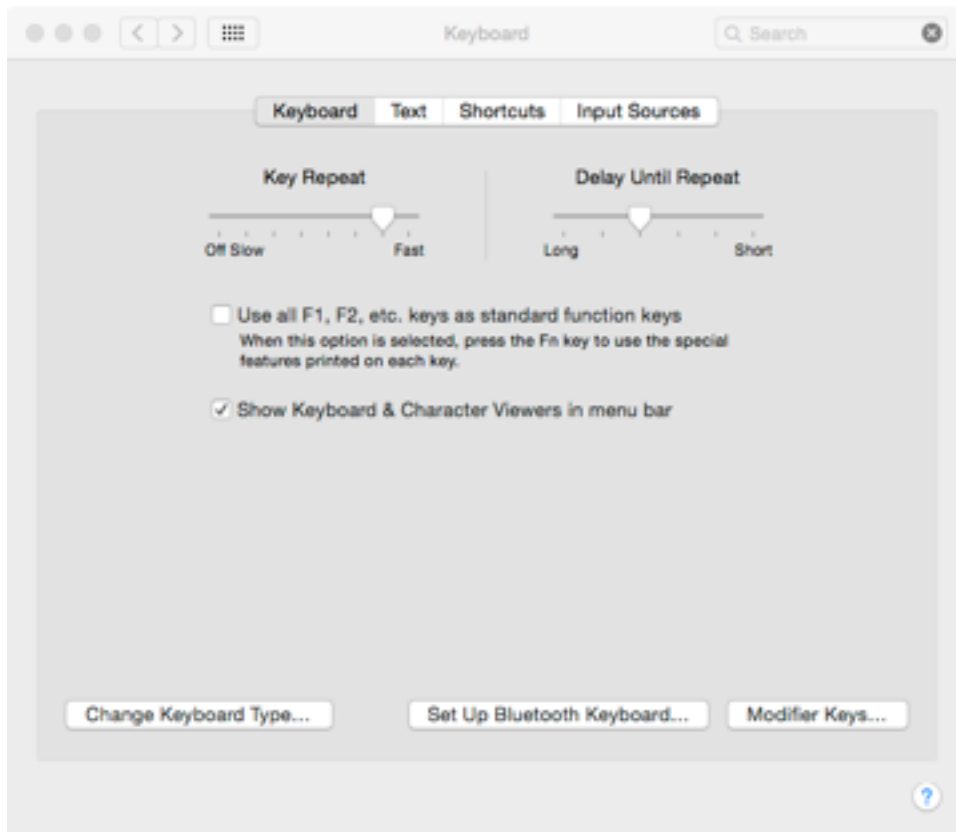 Keyboard
Search
Keyboard Text Shortcuts Input Sources
Key Repeat
Delay Until Repeat
Off Slow Fast
Long Short
Use all F1, F2, etc. keys as standard function keys
When this option is selected, press the Fn key to use the special
features printed on each key.
Show Keyboard & Character Viewers in menu bar
Change Keyboard Type...
Set Up Bluetooth Keyboard...
Modifier Keys...
?